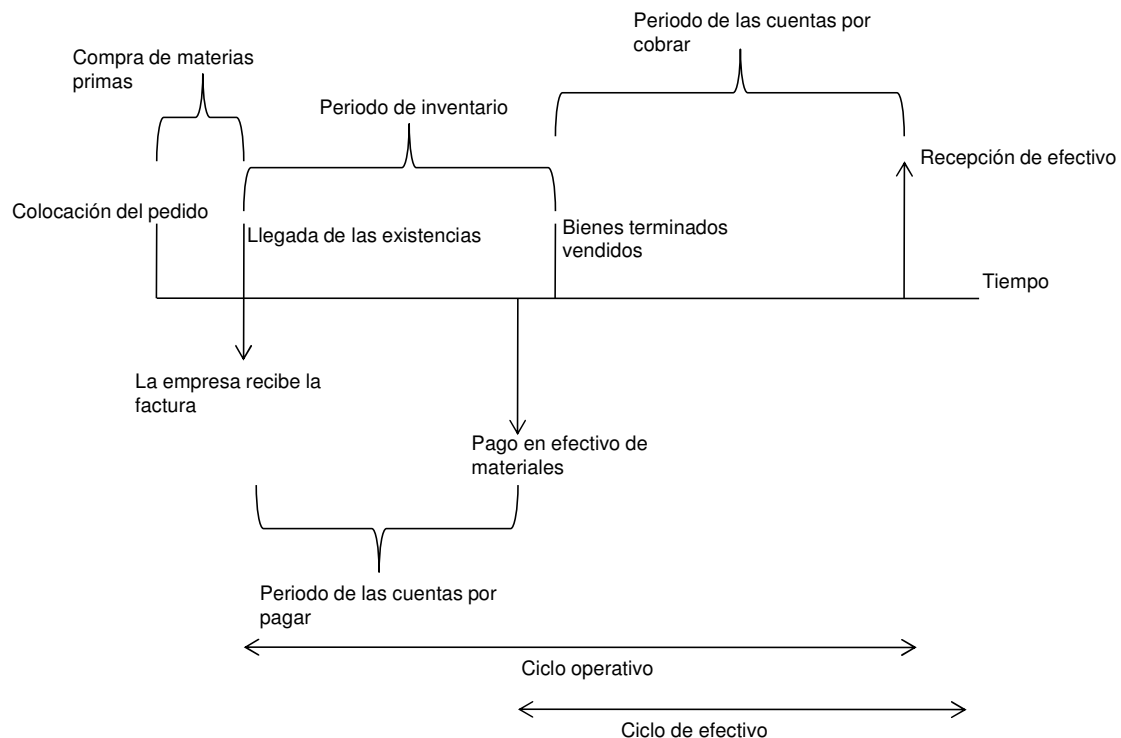 Periodo de las cuentas por
cobrar
Compra de materias
primas
Periodo de inventario
Recepción de efectivo
Colocación del pedido
Llegada de las existencias
Bienes terminados
vendidos
Tiempo
La empresa recibe la
factura
Pago en efectivo de
materiales
Periodo de las cuentas por
pagar
Ciclo operativo
Ciclo de efectivo